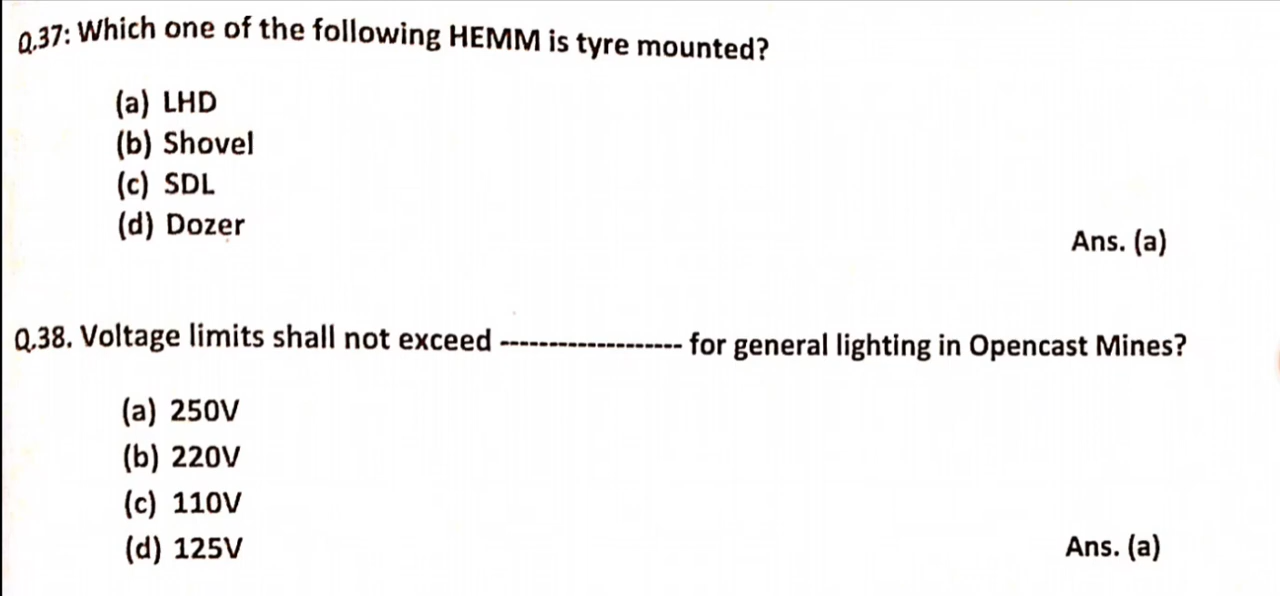 Q.37: Which one of the following HEMM is tyre mounted?
(a) LHD
(b) Shovel
(c) SDL
(d) Dozer
Ans. (a)
Q.38. Voltage limits shall not exceed ------------------- for general lighting in Opencast Mines?
(a) 250V
(b) 220V
(c) 110V
(d) 125V
Ans. (a)